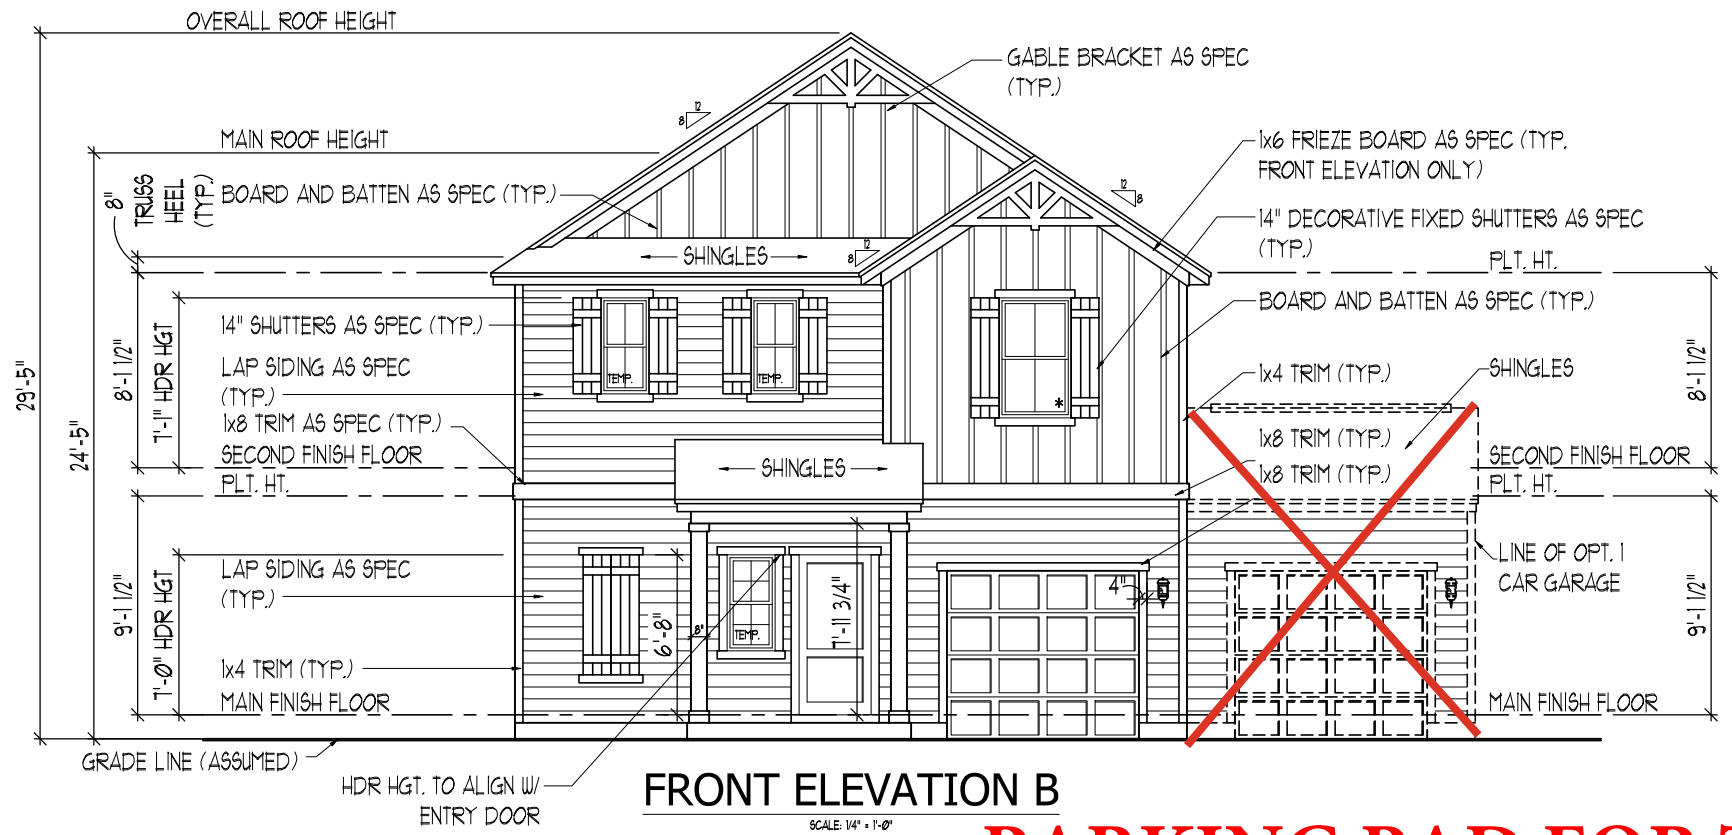 OVERALL ROOF HEIGHT
GABLE BRACKET AS SPEC
(TYP.)
12
8
MAIN ROOF HEIGHT
1x6 FRIEZE BOARD AS SPEC (TYP.
FRONT ELEVATION ONLY)
8"
TRUSS
HEEL
(TYP.)
BOARD AND BATTEN AS SPEC (TYP.)
12
8
14" DECORATIVE FIXED SHUTTERS AS SPEC
(TYP.)
SHINGLES
12
8
PLT. HT.
BOARD AND BATTEN AS SPEC (TYP.)
14" SHUTTERS AS SPEC (TYP.)
29'-5"
24'-5"
8'-1 1/2"
7'-1" HDR HGT
LAP SIDING AS SPEC
(TYP.)
TEMP.
TEMP.
*
1x4 TRIM (TYP.)
SHINGLES
8'-1 1/2"
1x8 TRIM AS SPEC (TYP.)
1x8 TRIM (TYP.)
SECOND FINISH FLOOR
SHINGLES
1x8 TRIM (TYP.)
SECOND FINISH FLOOR
PLT. HT.
PLT. HT.
LINE OF OPT. 1
CAR GARAGE
LAP SIDING AS SPEC
(TYP.)
9'-1 1/2"
7'-0" HDR HGT
6'-8"
8"
TEMP.
7'-11 3/4"
4"
9'-1 1/2"
1x4 TRIM (TYP.)
MAIN FINISH FLOOR
MAIN FINISH FLOOR
GRADE LINE (ASSUMED)
HDR HGT. TO ALIGN W/
ENTRY DOOR
FRONT ELEVATION B
SCALE: 1/4" = 1'-0"
PARKING PAD FOR